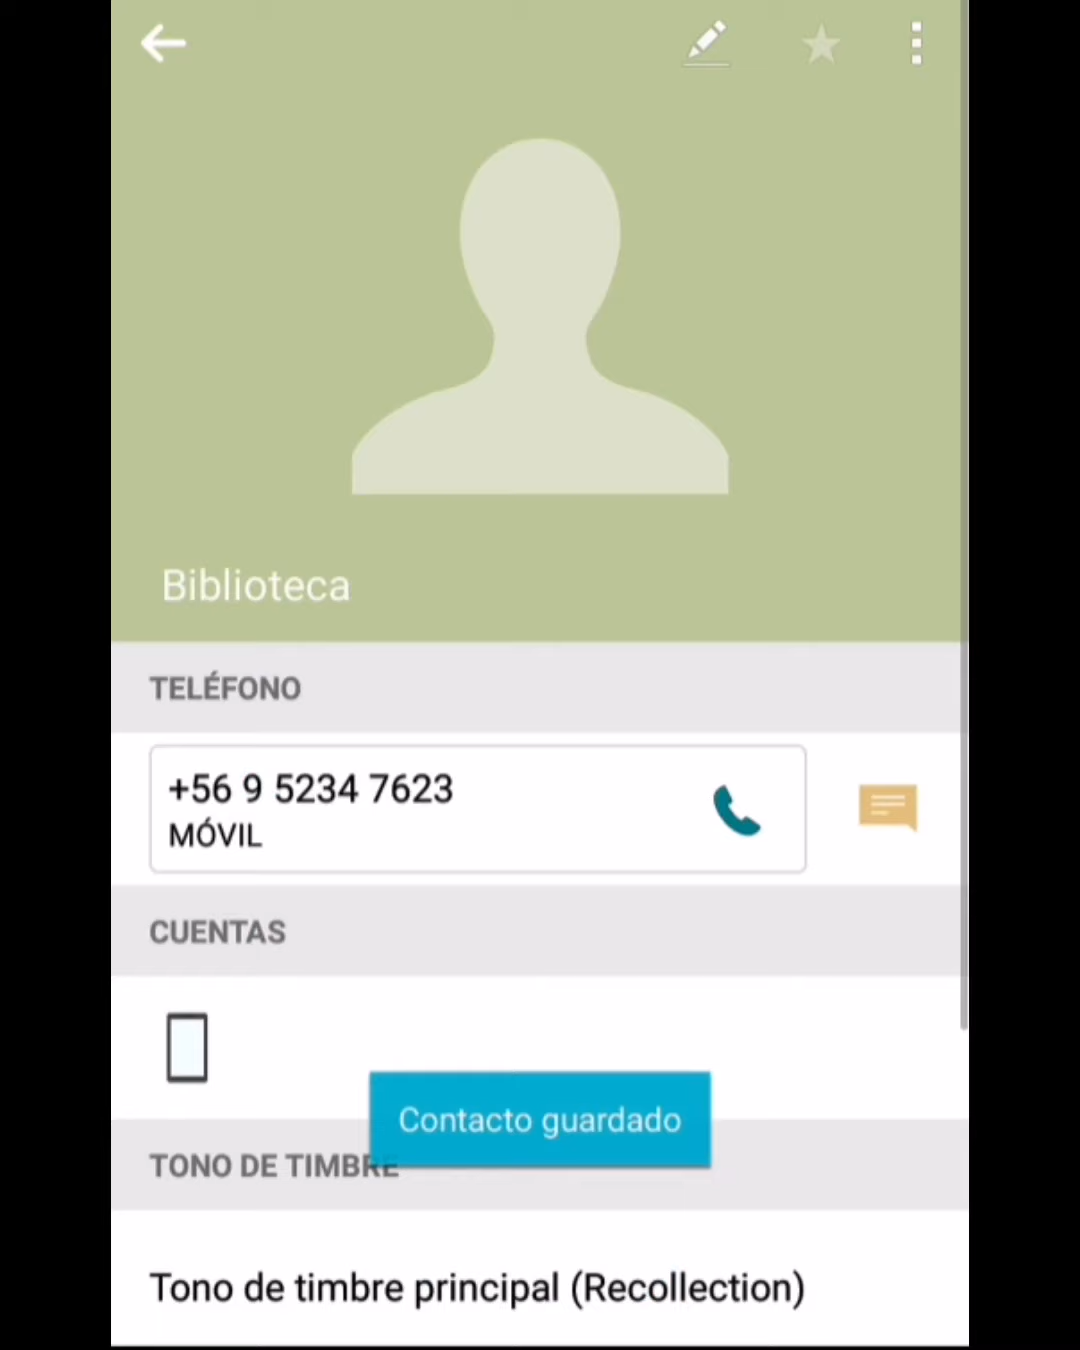 Biblioteca
TELÉFONO
+56 9 5234 7623
MÓVIL
CUENTAS
Contacto guardado
TONO DE TIMBRE
Tono de timbre principal (Recollection)